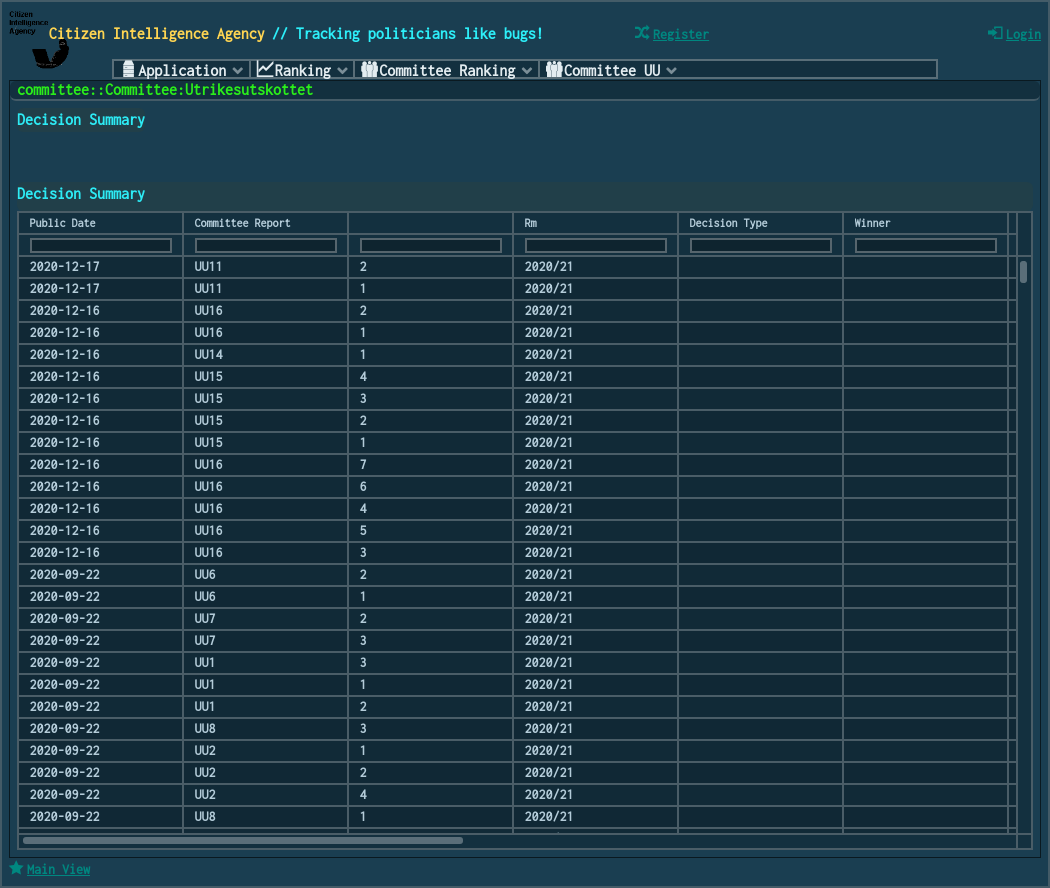 Citizen
Intelligence
Agency
Citizen Intelligence Agency // Tracking politicians like bugs!
Register
Login
Application Ranking Committee Ranking Committee UU
committee::Committee:Utrikesutskottet
Decision Summary
Decision Summary
Public Date Committee Report Rm Decision Type Winner
2020-12-17 UU11 2 2020/21
2020-12-17 UU11 1 2020/21
2020-12-16 UU16 2 2020/21
2020-12-16 UU16 1 2020/21
2020-12-16 UU14 1 2020/21
2020-12-16 UU15 4 2020/21
2020-12-16 UU15 3 2020/21
2020-12-16 UU15 2 2020/21
2020-12-16 UU15 1 2020/21
2020-12-16 UU16 7 2020/21
2020-12-16 UU16 6 2020/21
2020-12-16 UU16 4 2020/21
2020-12-16 UU16 5 2020/21
2020-12-16 UU16 3 2020/21
2020-09-22 UU6 2 2020/21
2020-09-22 UU6 1 2020/21
2020-09-22 UU7 2 2020/21
2020-09-22 UU7 3 2020/21
2020-09-22 UU1 3 2020/21
2020-09-22 UU1 1 2020/21
2020-09-22 UU1 2 2020/21
2020-09-22 UU8 3 2020/21
2020-09-22 UU2 1 2020/21
2020-09-22 UU2 2 2020/21
2020-09-22 UU2 4 2020/21
2020-09-22 UU8 1 2020/21
Main View